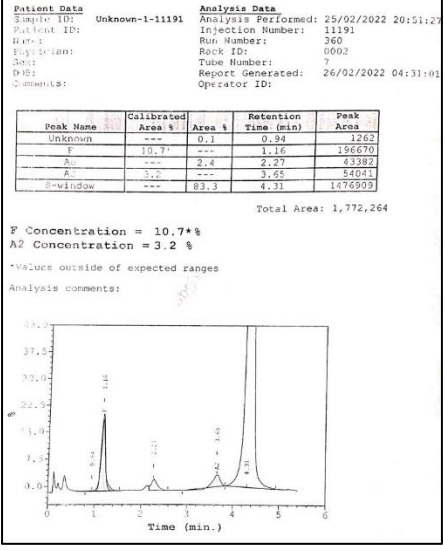 Patient Data
Analysis Data
Sample ID: Unknown-1-11191
Analysis Performed: 25/02/2022 20:51:27
Patient ID:
Injection Number: 11191
Name:
Run Number: 360
Physician:
Rack ID: 0002
Sex:
Tube Number: 7
DOB:
Report Generated: 26/02/2022 04:31:01
Comments:
Operator ID:
Peak Name Calibrated Area % Area % Retention Time (min) Peak Area
Unknown --- 0.1 0.94 1262
F 10.7* --- 1.16 196670
Ao --- 2.4 2.27 43382
A2 3.2 --- 3.65 54041
S-window --- 83.3 4.31 1476909
Total Area: 1,772,264
F Concentration = 10.7*%
A2 Concentration = 3.2 %
*Values outside of expected ranges
Analysis comments:
37.5
30.0
22.5
15.0
7.5
0.0
%
F - 1.16
A2 - 3.65
4.31
0 1 2 3 4 5 6
Time (min.)